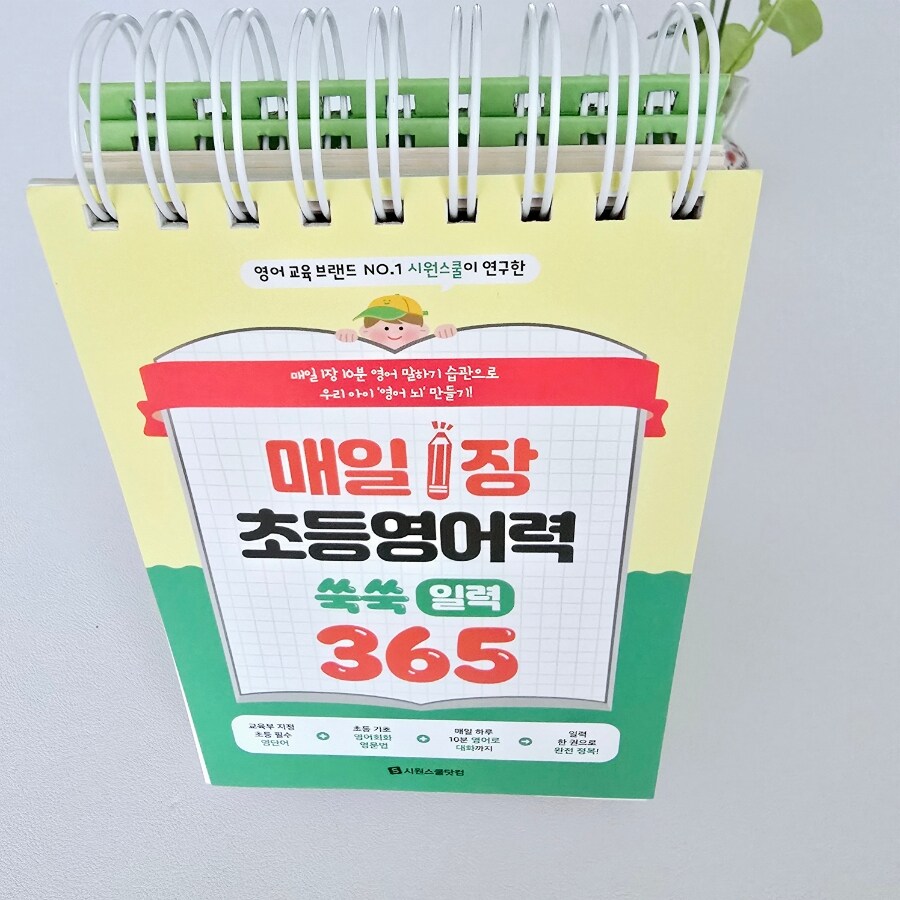 영어 교육 브랜드 NO.1 시원스쿨이 연구한
매일 1장 10분 영어 말하기 습관으로
우리 아이 '영어 뇌' 만들기!
매일 1장
초등영어력
쑥쑥 일력
365
교육부 지정
초등 필수
영단어
+
초등 기초
영어회화
영문법
+
매일 하루
10분 영어로
대화까지
일력
한 권으로
완전 정복!
S 시원스쿨닷컴